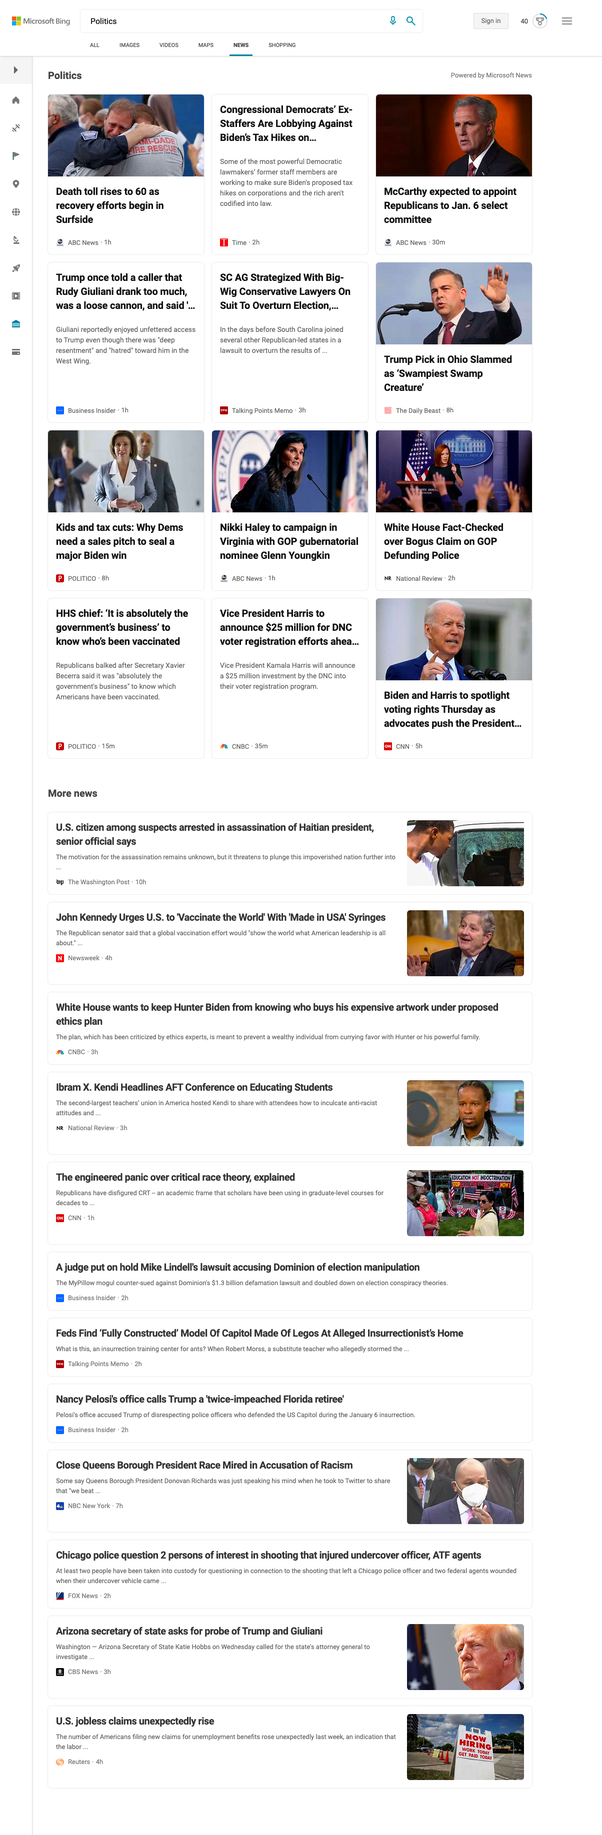 Microsoft Bing
Politics
Sign in
40
ALL
IMAGES
VIDEOS
MAPS
NEWS
SHOPPING
Politics
Powered by Microsoft News
MIAMI-DADE
FIRE RESCUE
Death toll rises to 60 as
recovery efforts begin in
Surfside
ABC News · 1h
Congressional Democrats' Ex-
Staffers Are Lobbying Against
Biden's Tax Hikes on...
Some of the most powerful Democratic
lawmakers' former staff members are
working to make sure Biden's proposed tax
hikes on corporations and the rich aren't
codified into law.
Time · 2h
McCarthy expected to appoint
Republicans to Jan. 6 select
committee
ABC News · 30m
Trump once told a caller that
Rudy Giuliani drank too much,
was a loose cannon, and said '...
Giuliani reportedly enjoyed unfettered access
to Trump even though there was "deep
resentment" and "hatred" toward him in the
West Wing.
Business Insider · 1h
SC AG Strategized With Big-
Wig Conservative Lawyers On
Suit To Overturn Election,...
In the days before South Carolina joined
several other Republican-led states in a
lawsuit to overturn the results of ...
Talking Points Memo · 3h
Trump Pick in Ohio Slammed
as 'Swampiest Swamp
Creature'
The Daily Beast · 8h
Kids and tax cuts: Why Dems
need a sales pitch to seal a
major Biden win
POLITICO · 8h
Nikki Haley to campaign in
Virginia with GOP gubernatorial
nominee Glenn Youngkin
ABC News · 1h
White House Fact-Checked
over Bogus Claim on GOP
Defunding Police
NR National Review · 2h
HHS chief: 'It is absolutely the
government's business' to
know who's been vaccinated
Republicans balked after Secretary Xavier
Becerra said it was "absolutely the
government's business" to know which
Americans have been vaccinated.
POLITICO · 15m
Vice President Harris to
announce $25 million for DNC
voter registration efforts ahea...
Vice President Kamala Harris will announce
a $25 million investment by the DNC into
their voter registration program.
CNBC · 35m
Biden and Harris to spotlight
voting rights Thursday as
advocates push the President...
CNN · 5h
More news
U.S. citizen among suspects arrested in assassination of Haitian president,
senior official says
The motivation for the assassination remains unknown, but it threatens to plunge this impoverished nation further into
...
wp The Washington Post · 10h
John Kennedy Urges U.S. to 'Vaccinate the World' With 'Made in USA' Syringes
The Republican senator said that a global vaccination effort would "show the world what American leadership is all
about." ...
N Newsweek · 4h
White House wants to keep Hunter Biden from knowing who buys his expensive artwork under proposed
ethics plan
The plan, which has been criticized by ethics experts, is meant to prevent a wealthy individual from currying favor with Hunter or his powerful family.
CNBC · 3h
Ibram X. Kendi Headlines AFT Conference on Educating Students
The second-largest teachers' union in America hosted Kendi to share with attendees how to inculcate anti-racist
attitudes and ...
NR National Review · 3h
The engineered panic over critical race theory, explained
Republicans have disfigured CRT – an academic frame that scholars have been using in graduate-level courses for
decades to ...
CNN · 1h
EDUCATION NOT INDOCTRINATION
A judge put on hold Mike Lindell's lawsuit accusing Dominion of election manipulation
The MyPillow mogul counter-sued against Dominion's $1.3 billion defamation lawsuit and doubled down on election conspiracy theories.
Business Insider · 2h
Feds Find 'Fully Constructed' Model Of Capitol Made Of Legos At Alleged Insurrectionist's Home
What is this, an insurrection training center for ants? When Robert Morss, a substitute teacher who allegedly stormed the ...
Talking Points Memo · 2h
Nancy Pelosi's office calls Trump a 'twice-impeached Florida retiree'
Pelosi's office accused Trump of disrespecting police officers who defended the US Capitol during the January 6 insurrection.
Business Insider · 2h
Close Queens Borough President Race Mired in Accusation of Racism
Some say Queens Borough President Donovan Richards was just speaking his mind when he took to Twitter to share
that "we beat ...
NBC New York · 7h
Chicago police question 2 persons of interest in shooting that injured undercover officer, ATF agents
At least two people have been taken into custody for questioning in connection to the shooting that left a Chicago police officer and two federal agents wounded
when their undercover vehicle came ...
FOX News · 2h
Arizona secretary of state asks for probe of Trump and Giuliani
Washington — Arizona Secretary of State Katie Hobbs on Wednesday called for the state's attorney general to
investigate ...
CBS News · 3h
U.S. jobless claims unexpectedly rise
The number of Americans filing new claims for unemployment benefits rose unexpectedly last week, an indication that
the labor ...
Reuters · 4h
NOW
HIRING
WORK TODAY
GET PAID TODAY